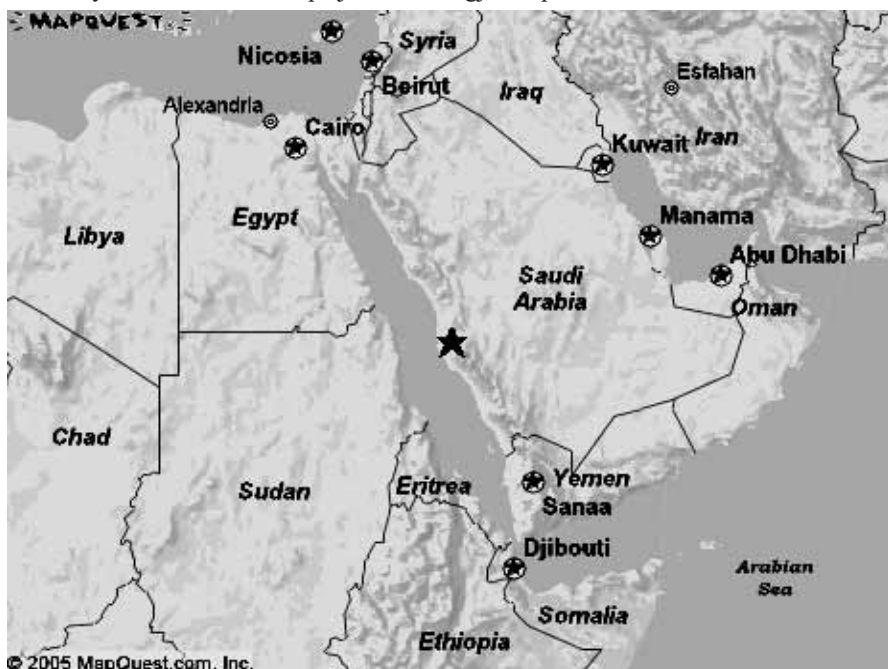 MAPQUEST
Nicosia
Syria
Beirut
Iraq
Esfahan
Alexandria
Cairo
Kuwait
Iran
Libya
Egypt
Manama
Saudi
Arabia
Abu Dhabi
Oman
Chad
Sudan
Eritrea
Yemen
Sanaa
Djibouti
Arabian
Sea
Somalia
Ethiopia
© 2005 MapQuest.com, Inc.